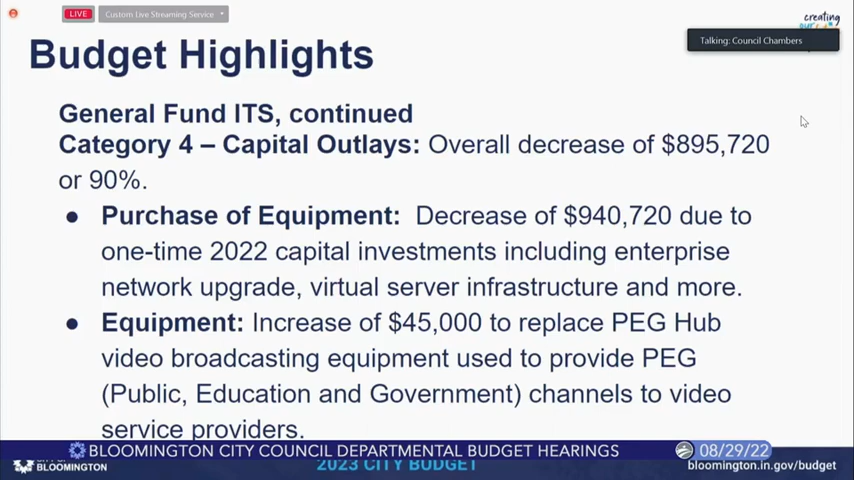 LIVE
Custom Live Streaming Service
creating
Talking: Council Chambers
Budget Highlights
General Fund ITS, continued
Category 4 – Capital Outlays: Overall decrease of $895,720
or 90%.
● Purchase of Equipment: Decrease of $940,720 due to
one-time 2022 capital investments including enterprise
network upgrade, virtual server infrastructure and more.
● Equipment: Increase of $45,000 to replace PEG Hub
video broadcasting equipment used to provide PEG
(Public, Education and Government) channels to video
service providers.
BLOOMINGTON CITY COUNCIL DEPARTMENTAL BUDGET HEARINGS
08/29/22
BLOOMINGTON
2023 CITY BUDGET
bloomington.in.gov/budget